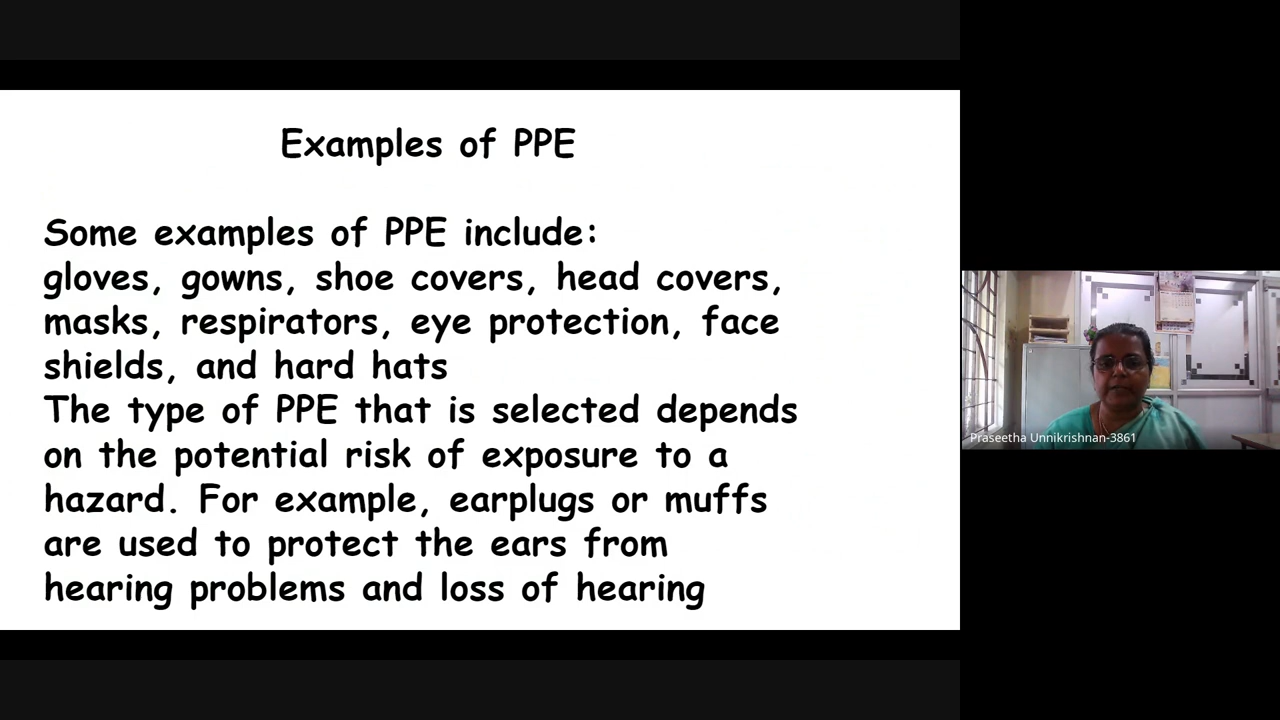 Examples of PPE
Some examples of PPE include:
gloves, gowns, shoe covers, head covers,
masks, respirators, eye protection, face
shields, and hard hats
The type of PPE that is selected depends
on the potential risk of exposure to a
hazard. For example, earplugs or muffs
are used to protect the ears from
hearing problems and loss of hearing
Praseetha Unnikrishnan-3861